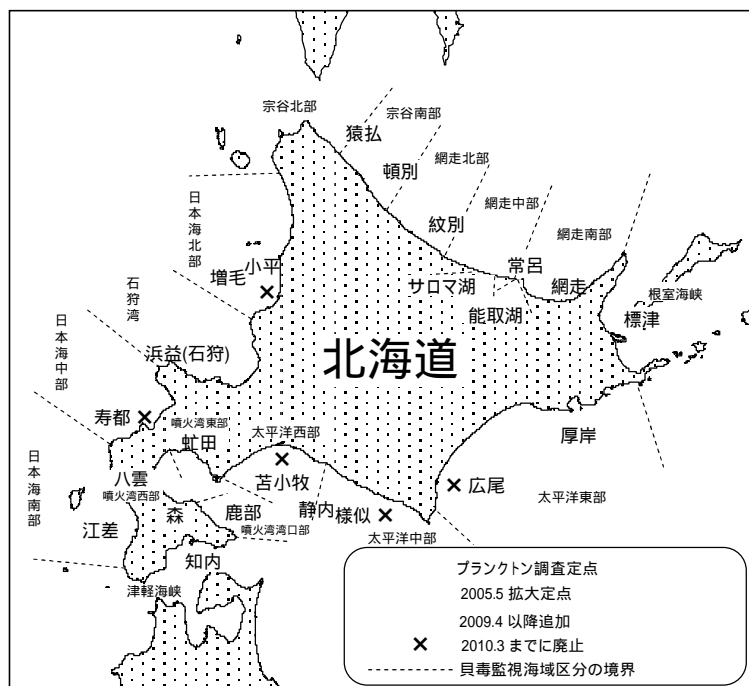 宗谷北部
宗谷南部
猿払
網走北部
頓別
日本海北部
網走中部
紋別
網走南部
小平
増毛
常呂
サロマ湖
網走
根室海峡
石狩湾
能取湖
標津
日本海中部
浜益(石狩)
北海道
寿都
噴火湾東部
太平洋西部
虻田
厚岸
日本海南部
八雲
苫小牧
広尾
噴火湾西部
太平洋東部
静内
森
鹿部
様似
江差
噴火湾湾口部
太平洋中部
知内
津軽海峡
プランクトン調査定点
2005.5 拡大定点
2009.4 以降追加
× 2010.3 までに廃止
貝毒監視海域区分の境界